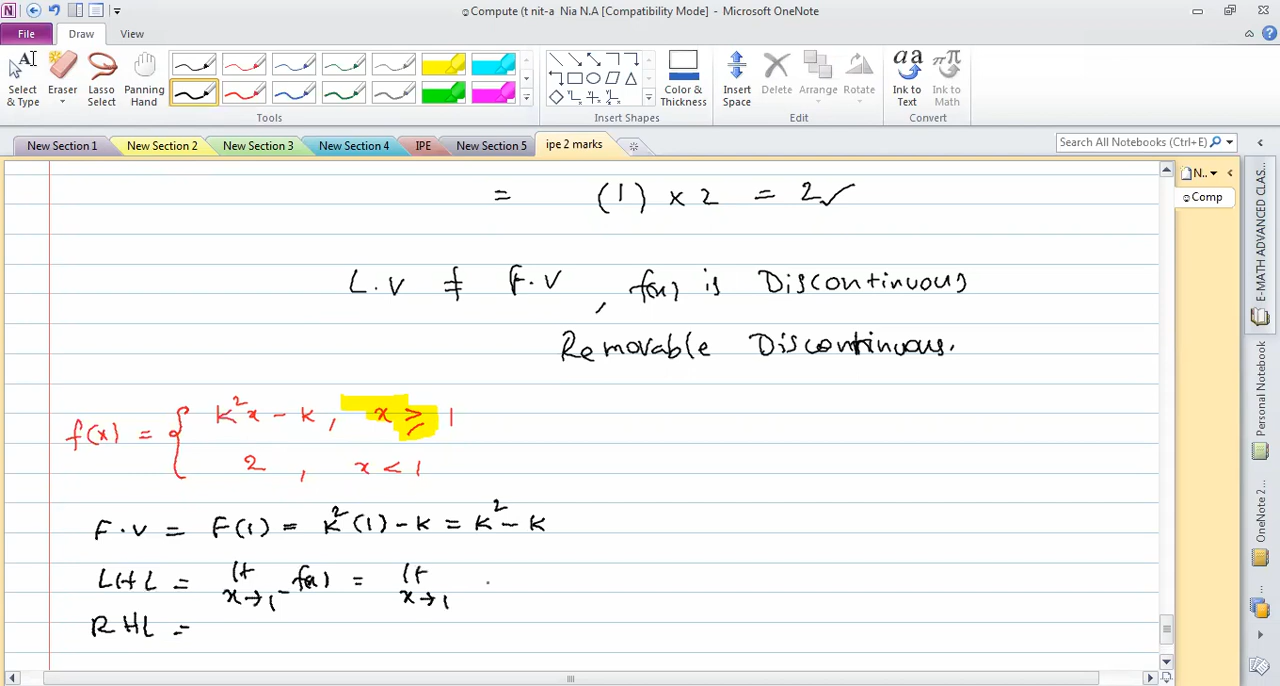 Compute (t nit-a Nia N.A [Compatibility Mode] - Microsoft OneNote
File Draw View
Select & Type Eraser Lasso Select Panning Hand Color & Thickness Insert Space Delete Arrange Rotate Ink to Text Ink to Math
Tools Insert Shapes Edit Convert
New Section 1 New Section 2 New Section 3 New Section 4 IPE New Section 5 ipe 2 marks Search All Notebooks (Ctrl+E)
N..
Comp
E-MATH ADVANCED CLAS...
Personal Notebook
OneNote 2...
= (1) x 2 = 2✓
L.V ≠ F.V , f(x) is Discontinuous
Removable Discontinuous.
f(x) = { k²x - k, x ≥ 1
2 , x < 1
F.V = F(1) = k²(1) - k = k² - k
LHL = lt x→1⁻ f(x) = lt x→1
RHL =